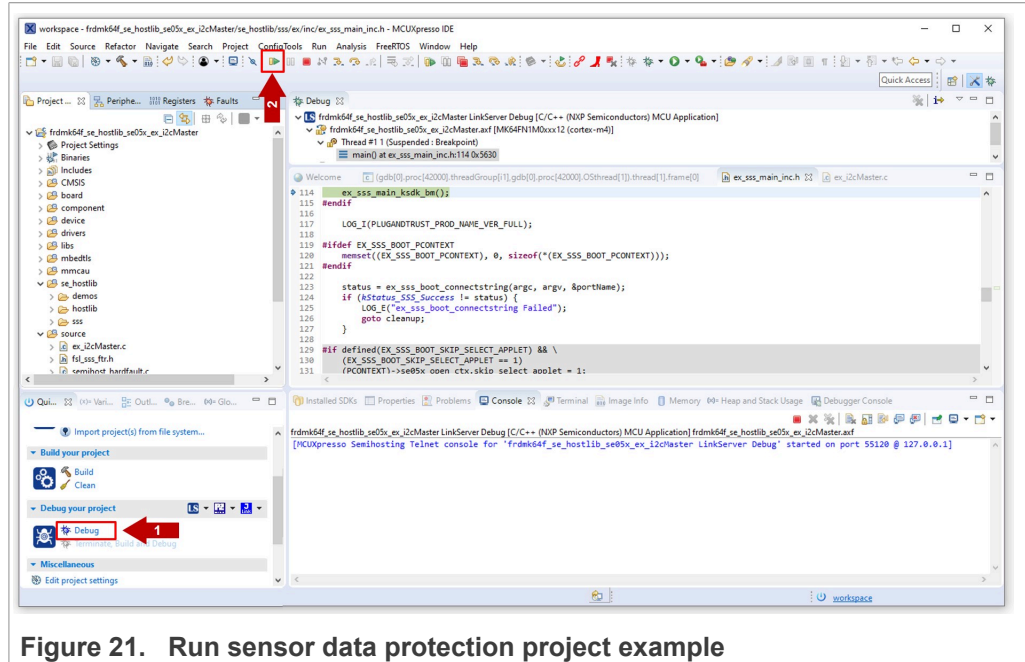 workspace - frdmk64f_se_hostlib_se05x_ex_i2cMaster/se_hostlib/sss/ex/inc/ex_sss_main_inc.h - MCUXpresso IDE
File Edit Source Refactor Navigate Search Project ConfigTools Run Analysis FreeRTOS Window Help
Quick Access
2
Project ... Periphe... Registers Faults
frdmk64f_se_hostlib_se05x_ex_i2cMaster
Project Settings
Binaries
Includes
CMSIS
board
component
device
drivers
libs
mbedtls
mmcau
se_hostlib
demos
hostlib
sss
source
ex_i2cMaster.c
fsl_sss_ftr.h
semihost_hardfault.c
Debug
frdmk64f_se_hostlib_se05x_ex_i2cMaster LinkServer Debug [C/C++ (NXP Semiconductors) MCU Application]
frdmk64f_se_hostlib_se05x_ex_i2cMaster.axf [MK64FN1M0xxx12 (cortex-m4)]
Thread #1 1 (Suspended : Breakpoint)
main() at ex_sss_main_inc.h:114 0x5630
Welcome (gdb[0].proc[42000].threadGroup[i1],gdb[0].proc[42000].OSthread[1]).thread[1].frame[0] ex_sss_main_inc.h ex_i2cMaster.c
114 ex_sss_main_ksdk_bm();
115 #endif
116
117 LOG_I(PLUGANDTRUST_PROD_NAME_VER_FULL);
118
119 #ifdef EX_SSS_BOOT_PCONTEXT
120 memset((EX_SSS_BOOT_PCONTEXT), 0, sizeof(*(EX_SSS_BOOT_PCONTEXT)));
121 #endif
122
123 status = ex_sss_boot_connectstring(argc, argv, &portName);
124 if (kStatus_SSS_Success != status) {
125 LOG_E("ex_sss_boot_connectstring Failed");
126 goto cleanup;
127 }
128
129 #if defined(EX_SSS_BOOT_SKIP_SELECT_APPLET) && \
130 (EX_SSS_BOOT_SKIP_SELECT_APPLET == 1)
131 (PCONTEXT)->se05x_open_ctx.skip_select_applet = 1;
Qui... (x)= Vari... Outl... Bre... Glo...
Import project(s) from file system...
Build your project
Build
Clean
Debug your project
LS
Debug
1
Terminate, Build and Debug
Miscellaneous
Edit project settings
Installed SDKs Properties Problems Console Terminal Image Info Memory Heap and Stack Usage Debugger Console
frdmk64f_se_hostlib_se05x_ex_i2cMaster LinkServer Debug [C/C++ (NXP Semiconductors) MCU Application] frdmk64f_se_hostlib_se05x_ex_i2cMaster.axf
[MCUXpresso Semihosting Telnet console for 'frdmk64f_se_hostlib_se05x_ex_i2cMaster LinkServer Debug' started on port 55120 @ 127.0.0.1]
workspace
Figure 21. Run sensor data protection project example